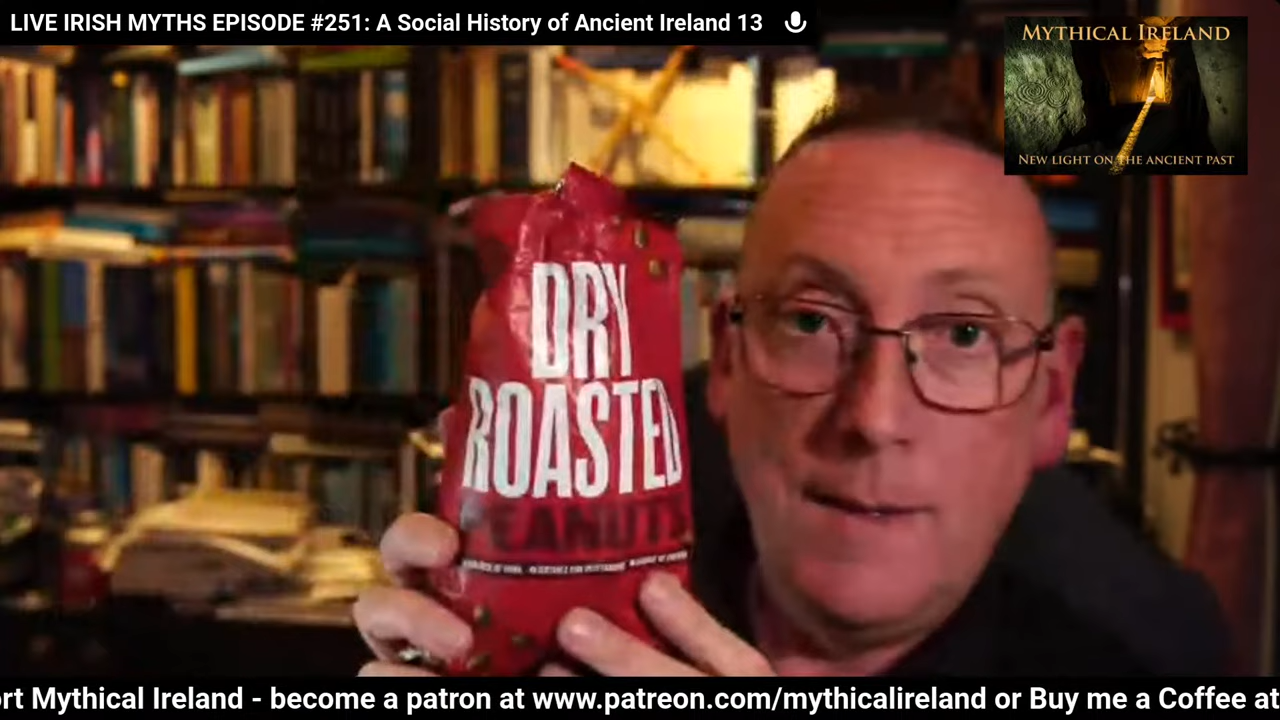 LIVE IRISH MYTHS EPISODE #251: A Social History of Ancient Ireland 13
MYTHICAL IRELAND
NEW LIGHT ON THE ANCIENT PAST
DRY
ROASTED
PEANUTS
rt Mythical Ireland - become a patron at www.patreon.com/mythicalireland or Buy me a Coffee at